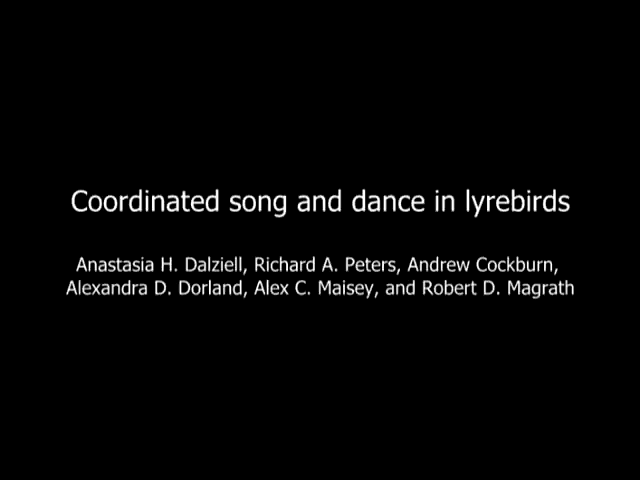 Coordinated song and dance in lyrebirds
Anastasia H. Dalziell, Richard A. Peters, Andrew Cockburn,
Alexandra D. Dorland, Alex C. Maisey, and Robert D. Magrath